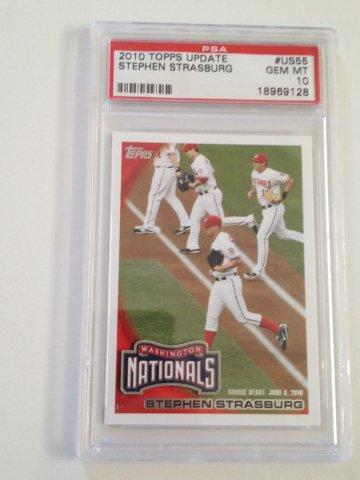 PSA
2010 TOPPS UPDATE #US55
STEPHEN STRASBURG GEM MT
10
18969128
Topps
WASHINGTON
NATIONALS
ROOKIE DEBUT: JUNE 8, 2010
STEPHEN STRASBURG